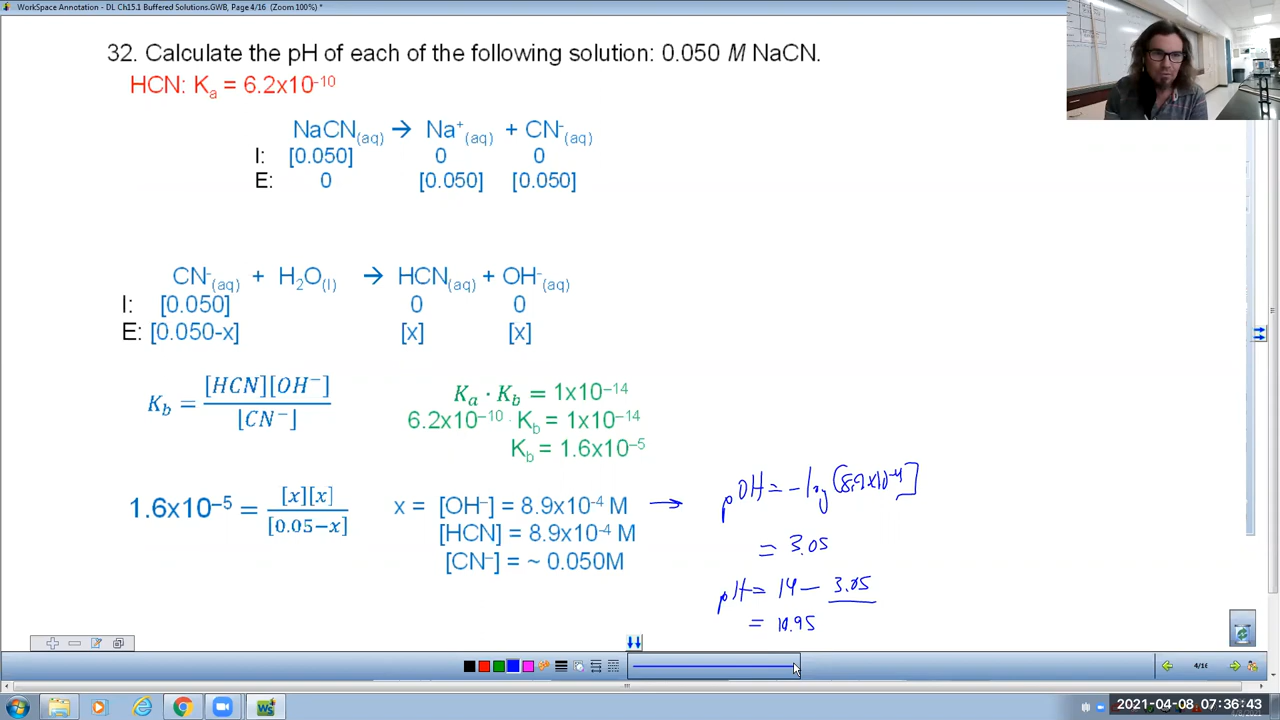 WorkSpace Annotation - DL Ch15.1 Buffered Solutions.GWB, Page 4/16 (Zoom 100%) *
32. Calculate the pH of each of the following solution: 0.050 M NaCN.
HCN: Kₐ = 6.2x10⁻¹⁰
NaCN(aq) → Na⁺(aq) + CN⁻(aq)
I: [0.050] 0 0
E: 0 [0.050] [0.050]
CN⁻(aq) + H₂O(l) → HCN(aq) + OH⁻(aq)
I: [0.050] 0 0
E: [0.050-x] [x] [x]
K_b = [HCN][OH⁻] / [CN⁻]
Kₐ · K_b = 1x10⁻¹⁴
6.2x10⁻¹⁰ · K_b = 1x10⁻¹⁴
K_b = 1.6x10⁻⁵
1.6x10⁻⁵ = [x][x] / [0.05−x]
x = [OH⁻] = 8.9x10⁻⁴ M →
[HCN] = 8.9x10⁻⁴ M
[CN⁻] = ~ 0.050M
pOH = -log[8.9x10⁻⁴]
= 3.05
pH = 14 - 3.05
= 10.95
4/16
2021-04-08 07:36:43